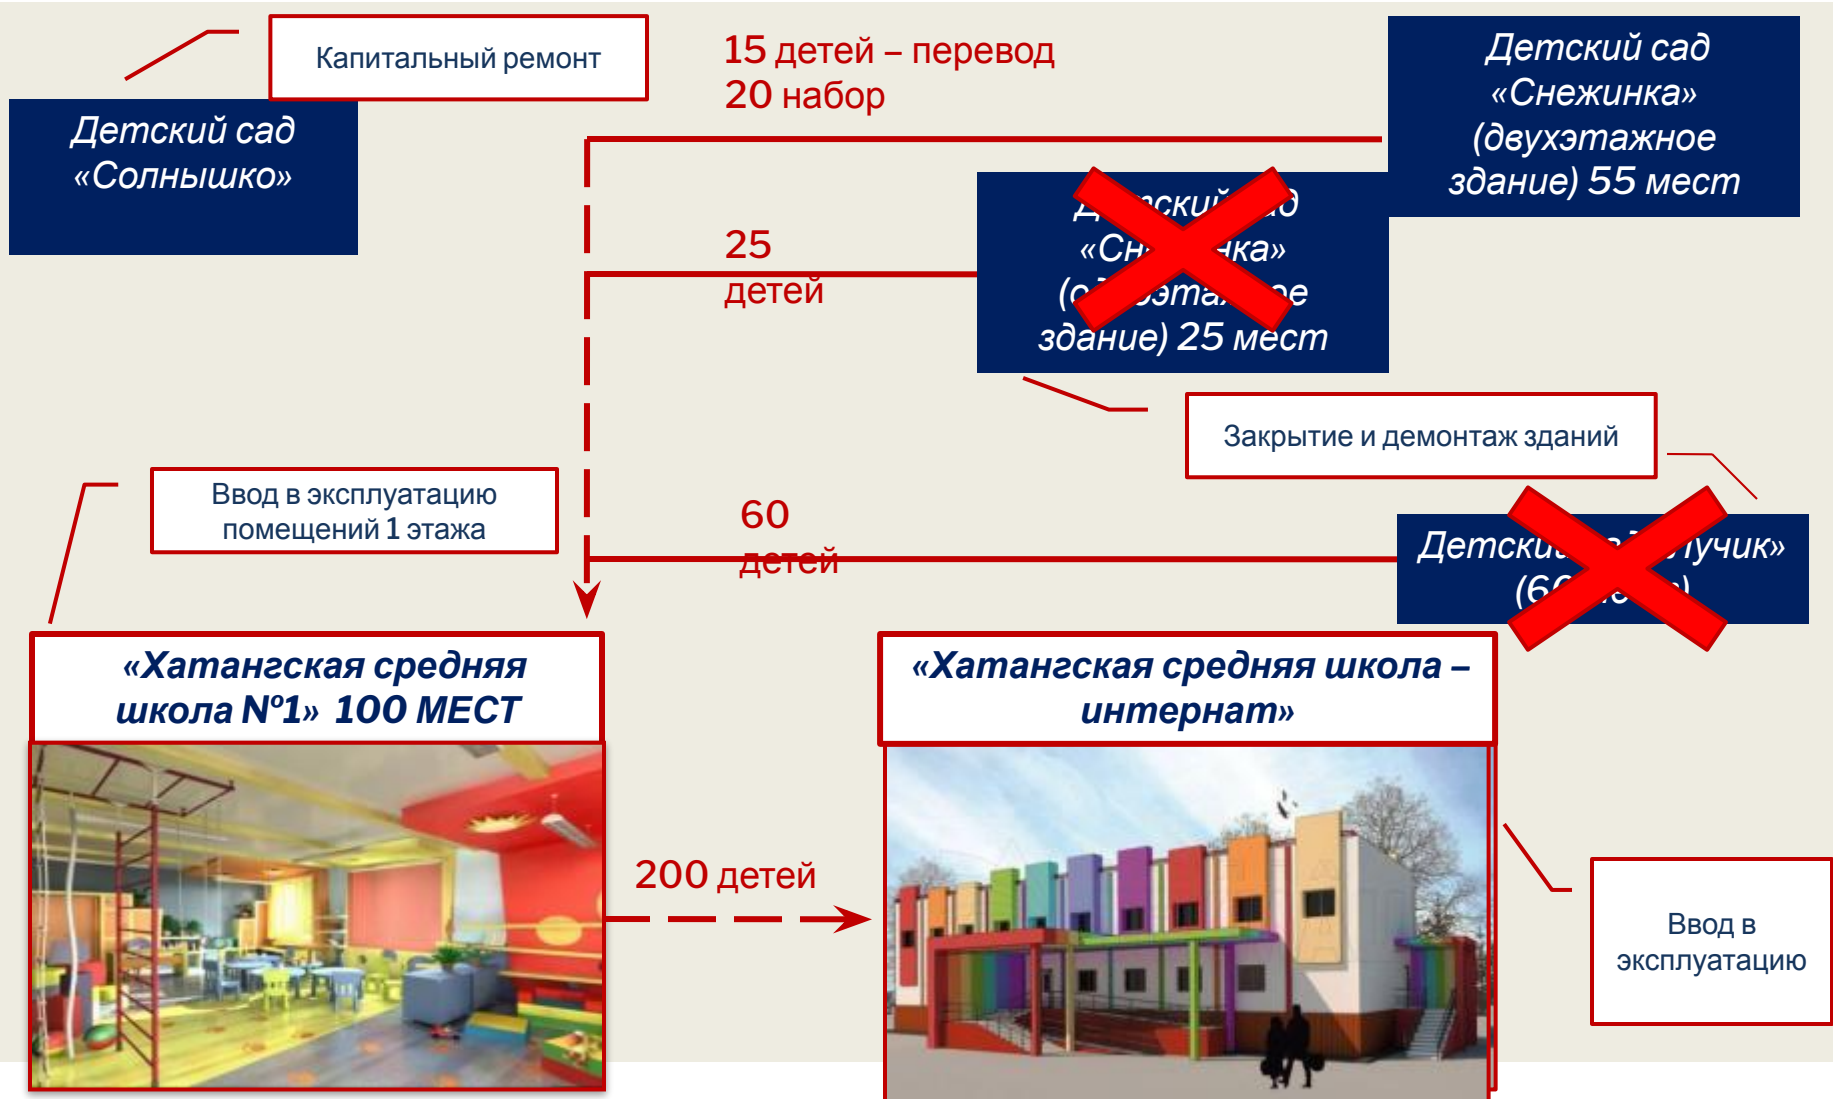 Капитальный ремонт
15 детей – перевод
20 набор
Детский сад
«Снежинка»
(двухэтажное
здание) 55 мест
Детский сад
«Солнышко»
25
детей
здание) 25 мест
Закрытие и демонтаж зданий
Ввод в эксплуатацию
помещений 1 этажа
60
детей
«Хатангская средняя
школа №1» 100 МЕСТ
«Хатангская средняя школа –
интернат»
200 детей
Ввод в
эксплуатацию